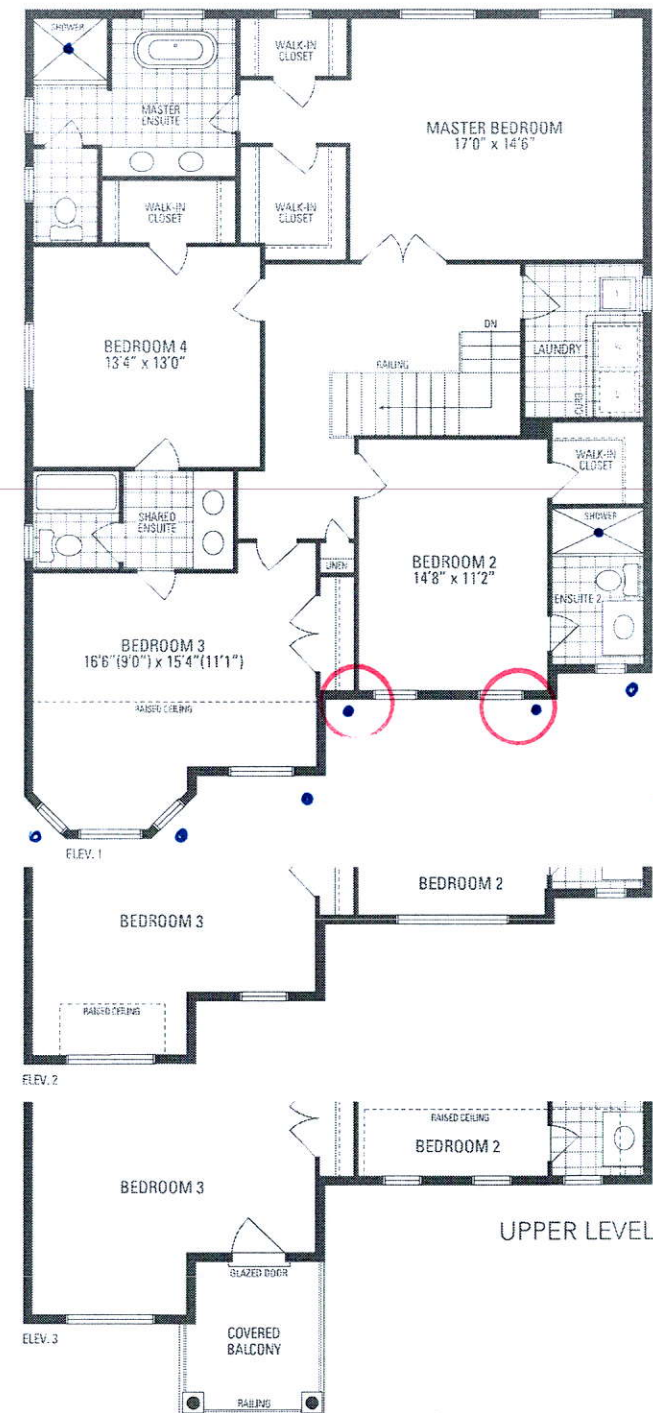 SHOWER
WALK-IN
CLOSET
MASTER
ENSUITE
MASTER BEDROOM
17'0" x 14'6"
WALK-IN
CLOSET
WALK-IN
CLOSET
BEDROOM 4
13'4" x 13'0"
DN
RAILING
LAUNDRY
CURB
WALK-IN
CLOSET
SHARED
ENSUITE
SHOWER
LINEN
BEDROOM 2
14'8" x 11'2"
ENSUITE 2
BEDROOM 3
16'6"(9'0") x 15'4"(11'1")
RAISED CEILING
ELEV. 1
BEDROOM 2
BEDROOM 3
RAISED CEILING
ELEV. 2
RAISED CEILING
BEDROOM 2
BEDROOM 3
UPPER LEVEL
GLAZED DOOR
ELEV. 3
COVERED
BALCONY
RAILING